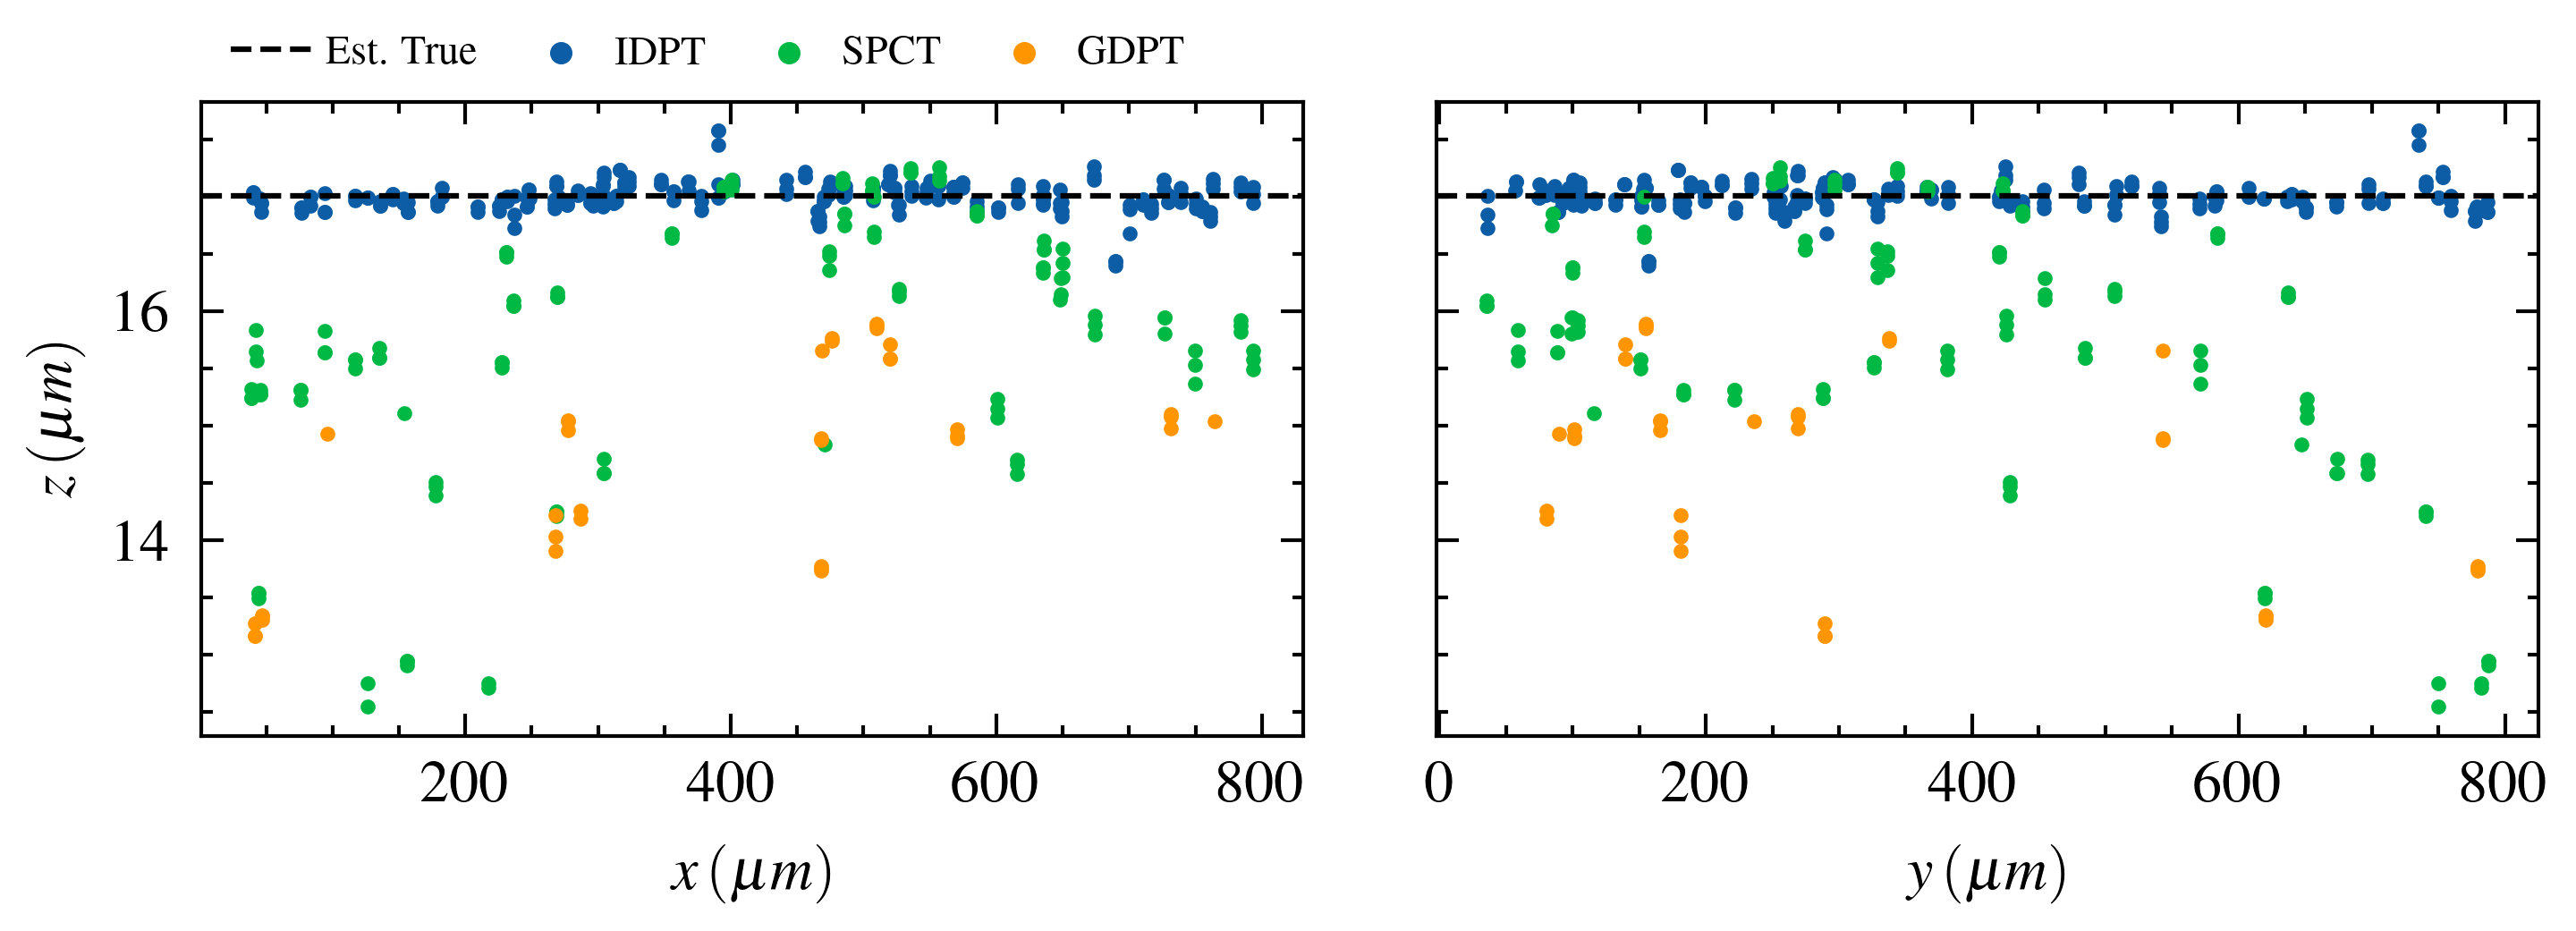 Est. True IDPT SPCT GDPT
16
14
z (μm)
200 400 600 800
0 200 400 600 800
x (μm)
y (μm)